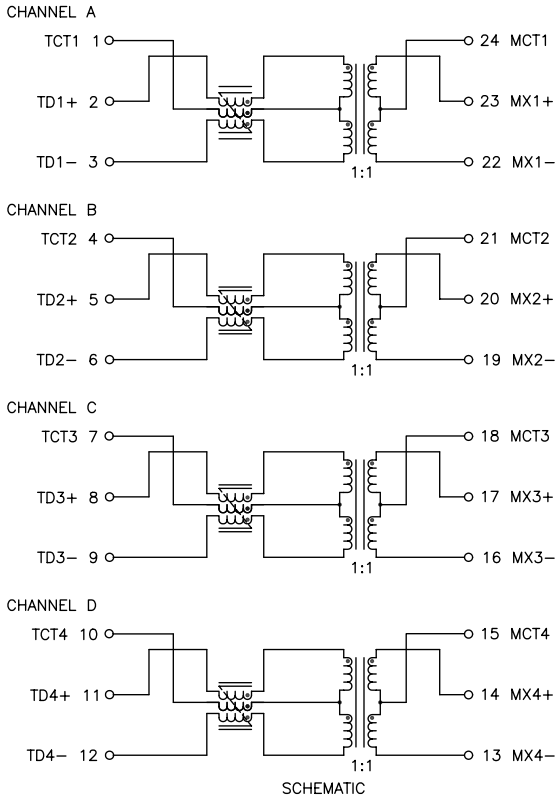 CHANNEL A
TCT1 1 24 MCT1
TD1+ 2 23 MX1+
TD1− 3 22 MX1−
1:1
CHANNEL B
TCT2 4 21 MCT2
TD2+ 5 20 MX2+
TD2− 6 19 MX2−
1:1
CHANNEL C
TCT3 7 18 MCT3
TD3+ 8 17 MX3+
TD3− 9 16 MX3−
1:1
CHANNEL D
TCT4 10 15 MCT4
TD4+ 11 14 MX4+
TD4− 12 13 MX4−
1:1
SCHEMATIC